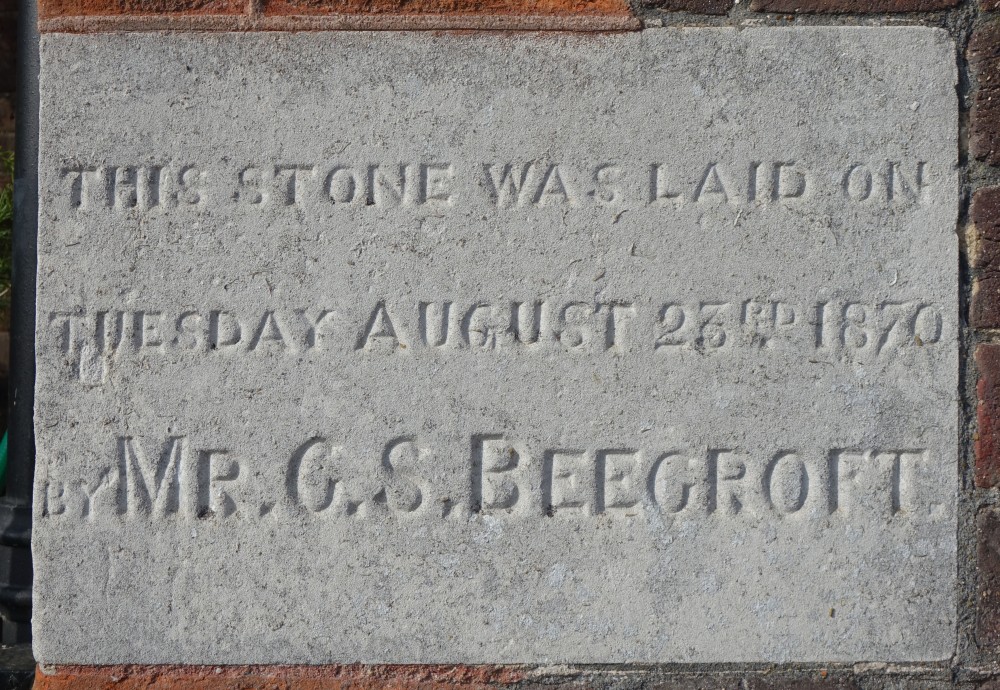 THIS STONE WAS LAID ON
TUESDAY AUGUST 23RD 1870
BY MR. G. S. BEECROFT.